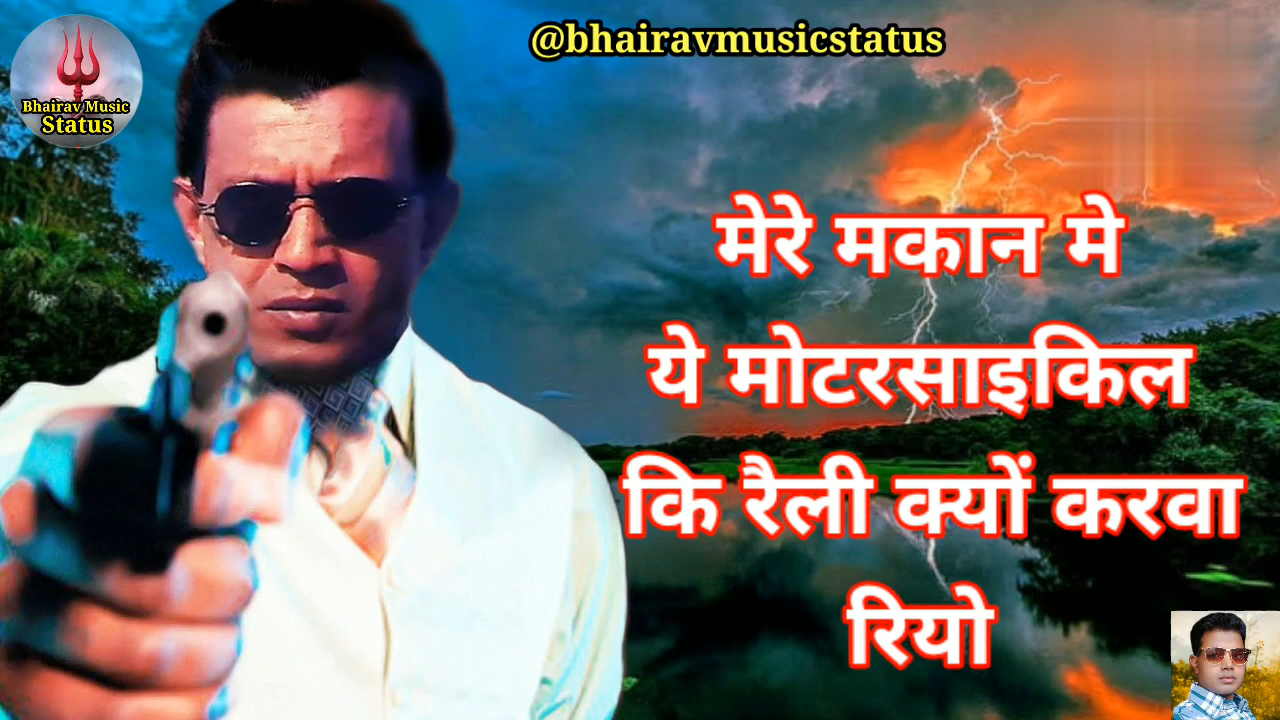 @bhairavmusicstatus
Bhairav Music
Status
मेरे मकान मे
ये मोटरसाइकिल
कि रैली क्यों करवा
रियो